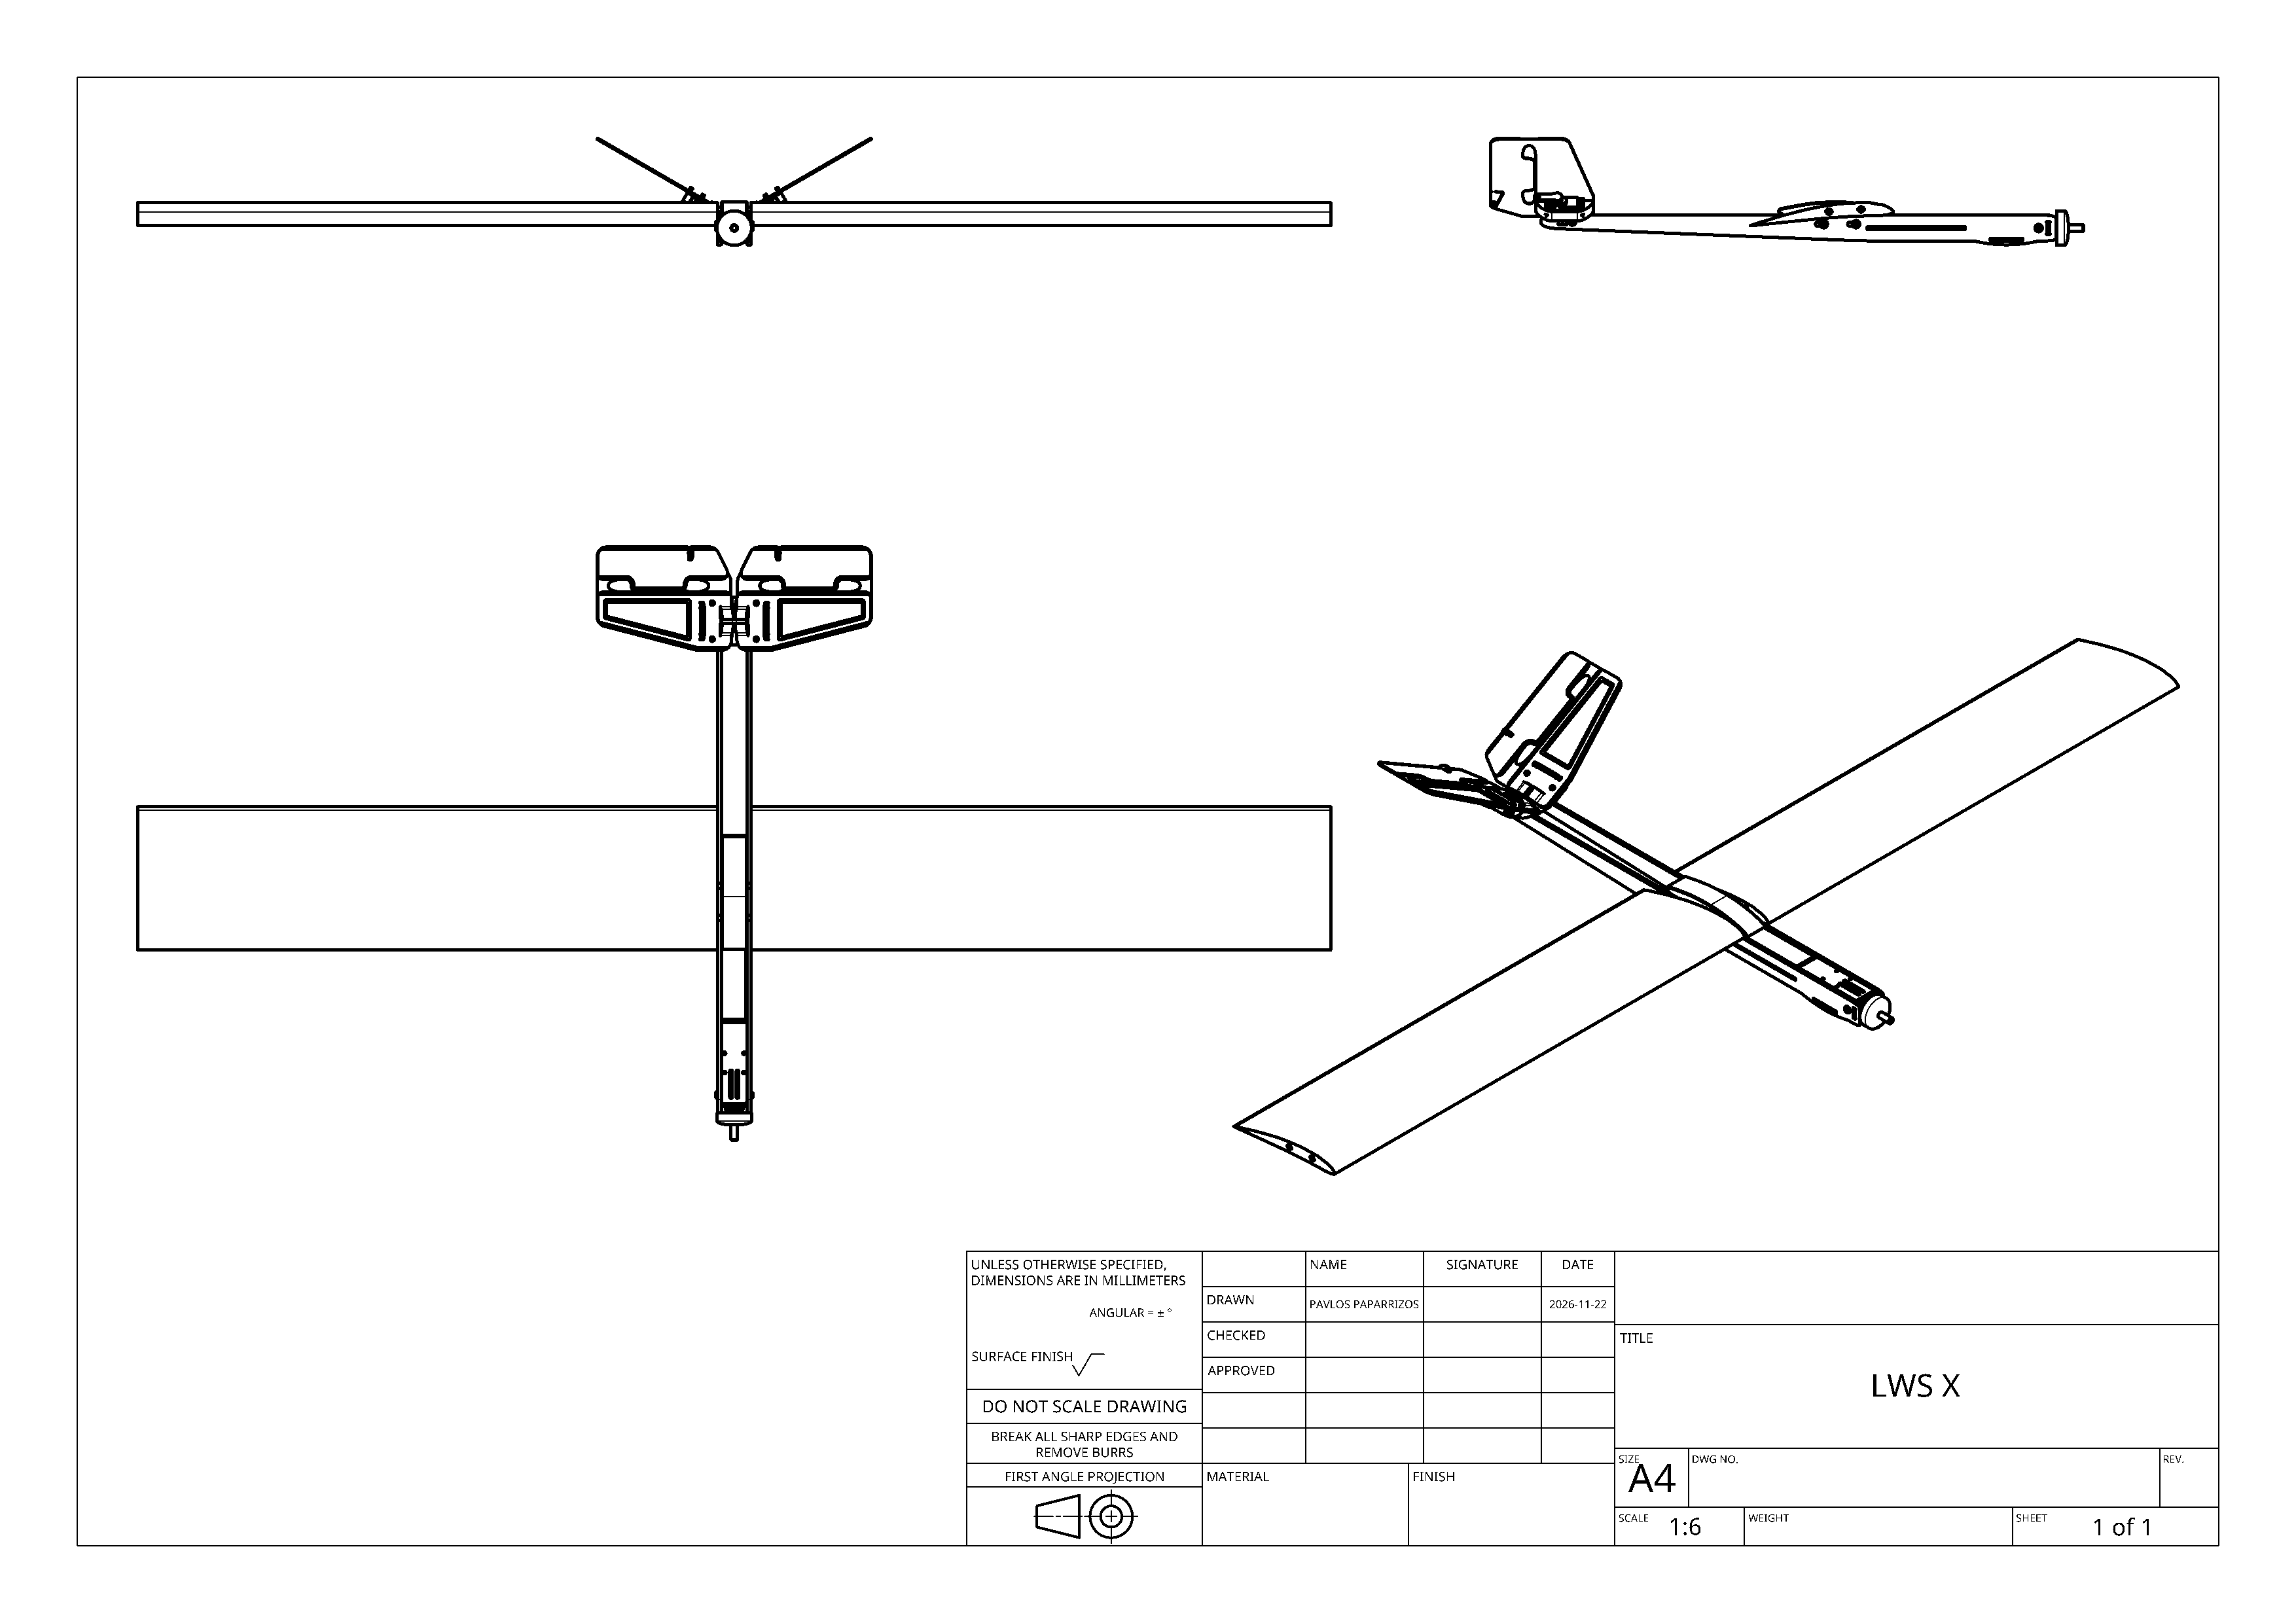 UNLESS OTHERWISE SPECIFIED,
DIMENSIONS ARE IN MILLIMETERS
ANGULAR = ± °
SURFACE FINISH
DO NOT SCALE DRAWING
BREAK ALL SHARP EDGES AND
REMOVE BURRS
FIRST ANGLE PROJECTION
NAME
SIGNATURE
DATE
DRAWN
PAVLOS PAPARRIZOS
2026-11-22
CHECKED
APPROVED
MATERIAL
FINISH
TITLE
LWS X
SIZE
A4
DWG NO.
REV.
SCALE
1:6
WEIGHT
SHEET
1 of 1